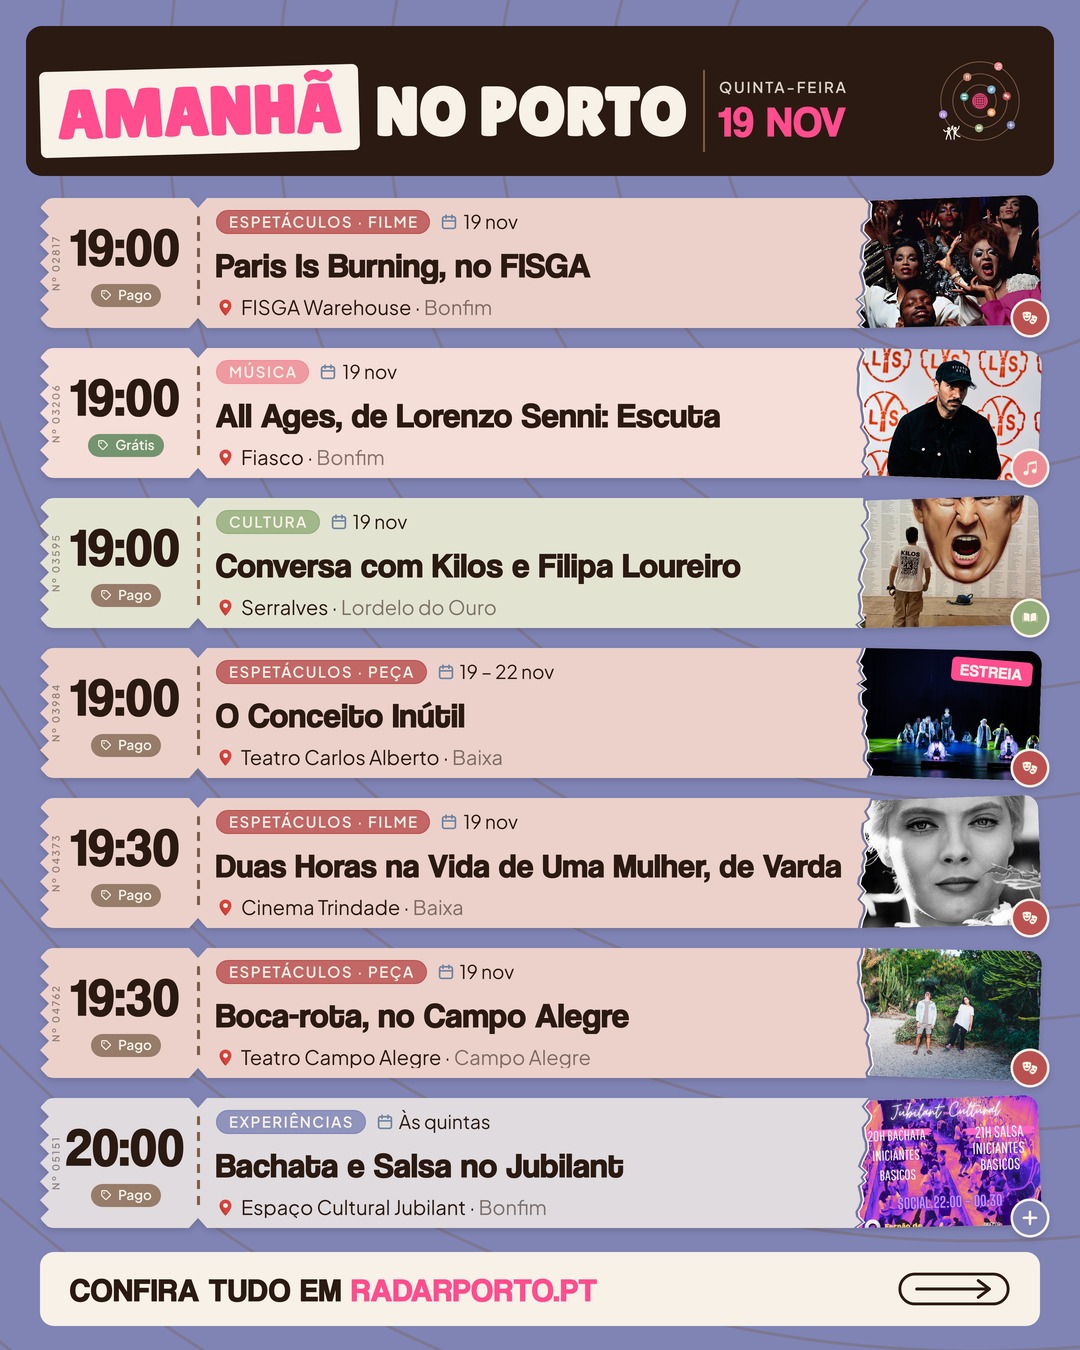 AMANHÃ NO PORTO
QUINTA-FEIRA
19 NOV
Nº 02817
19:00
Pago
ESPETÁCULOS · FILME
19 nov
Paris Is Burning, no FISGA
FISGA Warehouse · Bonfim
Nº 03206
19:00
Grátis
MÚSICA
19 nov
All Ages, de Lorenzo Senni: Escuta
Fiasco · Bonfim
Nº 03595
19:00
Pago
CULTURA
19 nov
Conversa com Kilos e Filipa Loureiro
Serralves · Lordelo do Ouro
KILOS
Nº 03984
19:00
Pago
ESPETÁCULOS · PEÇA
19 – 22 nov
O Conceito Inútil
Teatro Carlos Alberto · Baixa
ESTREIA
Nº 04373
19:30
Pago
ESPETÁCULOS · FILME
19 nov
Duas Horas na Vida de Uma Mulher, de Varda
Cinema Trindade · Baixa
Nº 04762
19:30
Pago
ESPETÁCULOS · PEÇA
19 nov
Boca-rota, no Campo Alegre
Teatro Campo Alegre · Campo Alegre
Nº 05151
20:00
Pago
EXPERIÊNCIAS
Às quintas
Bachata e Salsa no Jubilant
Espaço Cultural Jubilant · Bonfim
Jubilant Cultural
20H BACHATA
INICIANTES
BASICOS
21H SALSA
INICIANTES
BASICOS
SOCIAL 22:00 - 00:30
CONFIRA TUDO EM RADARPORTO.PT